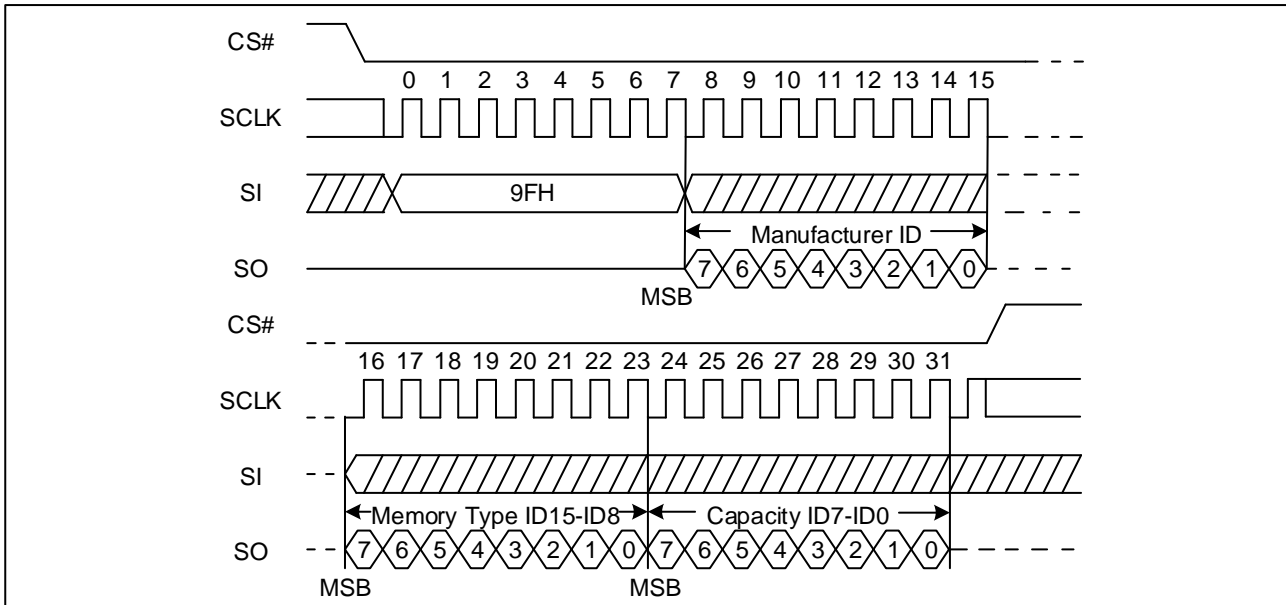 CS#
0 1 2 3 4 5 6 7 8 9 10 11 12 13 14 15
SCLK
SI 9FH
Manufacturer ID
SO 7 6 5 4 3 2 1 0
MSB
CS#
16 17 18 19 20 21 22 23 24 25 26 27 28 29 30 31
SCLK
SI
Memory Type ID15-ID8 Capacity ID7-ID0
SO 7 6 5 4 3 2 1 0 7 6 5 4 3 2 1 0
MSB MSB